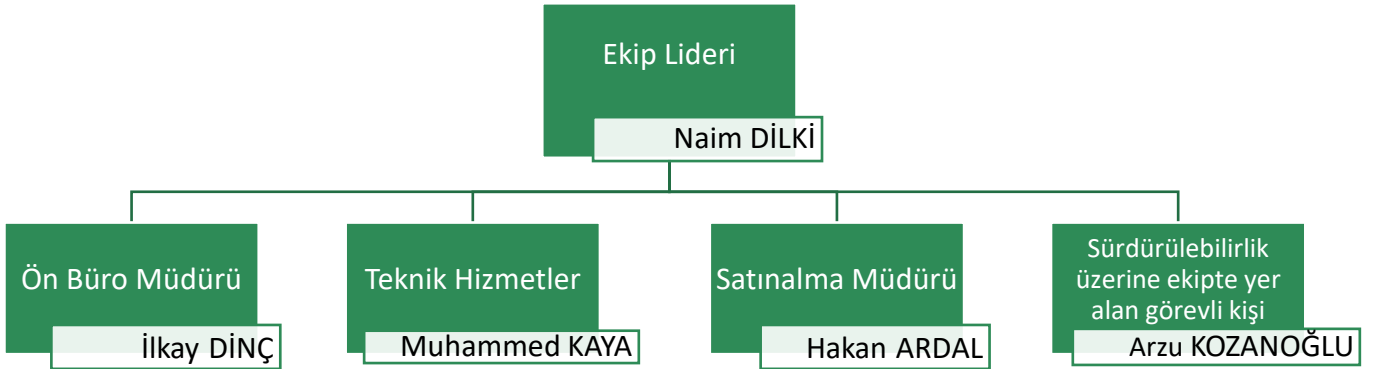 Ekip Lideri
Naim DİLKİ
Ön Büro Müdürü
İlkay DİNÇ
Teknik Hizmetler
Muhammed KAYA
Satınalma Müdürü
Hakan ARDAL
Sürdürülebilirlik
üzerine ekipte yer
alan görevli kişi
Arzu KOZANOĞLU